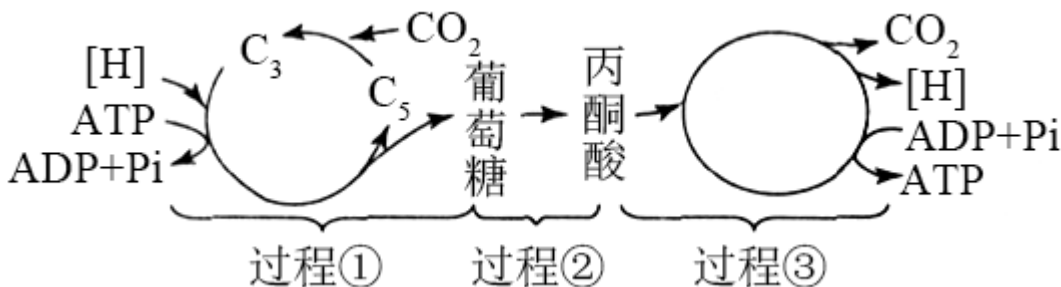 [H]
ATP
ADP+Pi
C₃
CO₂
C₅
葡萄糖
丙酮酸
CO₂
[H]
ADP+Pi
ATP
过程①
过程②
过程③